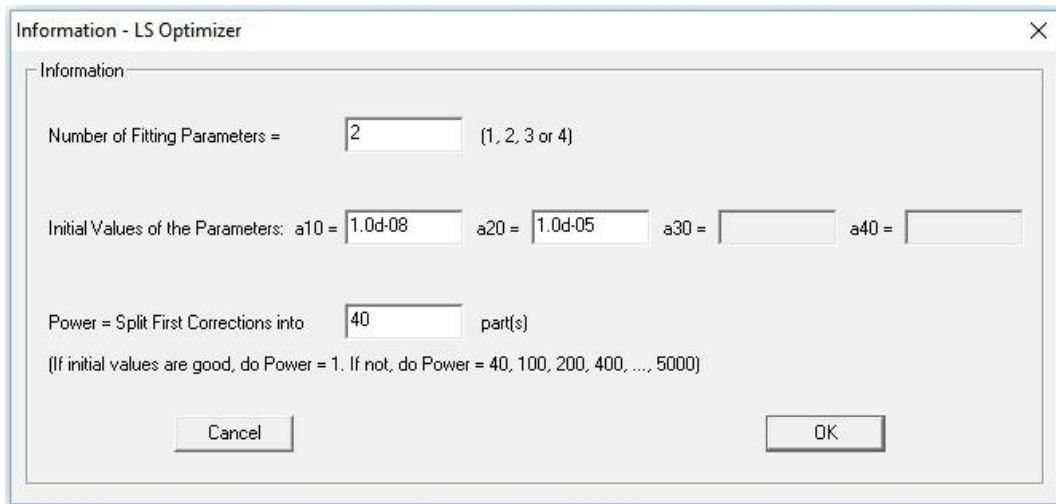 Information - LS Optimizer
Information
Number of Fitting Parameters = 2 (1, 2, 3 or 4)
Initial Values of the Parameters: a10 = 1.0d-08 a20 = 1.0d-05 a30 = a40 =
Power = Split First Corrections into 40 part(s)
(If initial values are good, do Power = 1. If not, do Power = 40, 100, 200, 400, ..., 5000)
Cancel OK